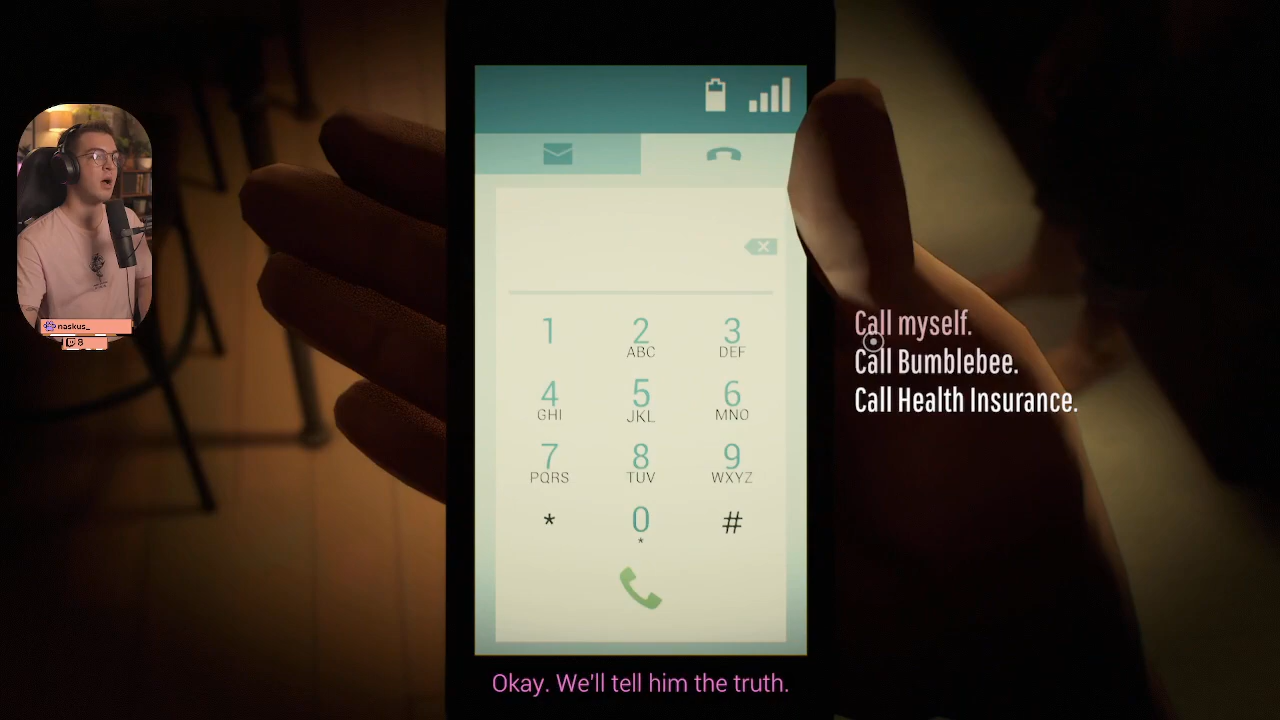 naskus_
8
1
2
ABC
3
DEF
4
GHI
5
JKL
6
MNO
7
PQRS
8
TUV
9
WXYZ
*
0
*
#
Call myself.
Call Bumblebee.
Call Health Insurance.
Okay. We'll tell him the truth.